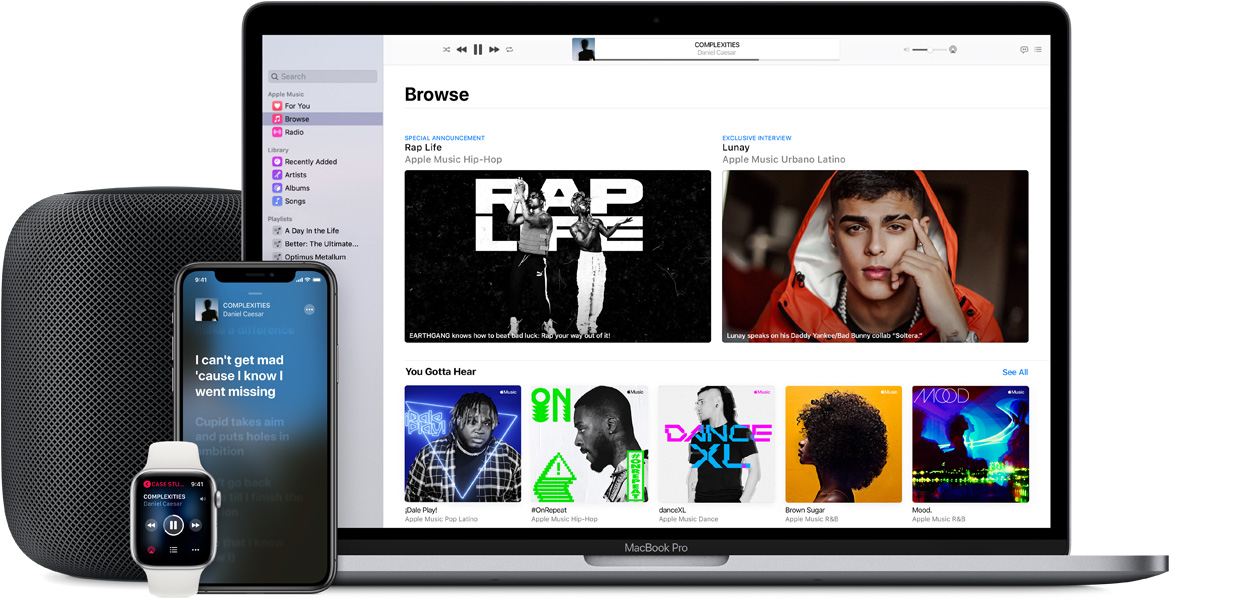 COMPLEXITIES
Daniel Caesar
Search
Apple Music
For You
Browse
Radio
Library
Recently Added
Artists
Albums
Songs
Playlists
A Day In the Life
Better: The Ultimate...
Optimus Metallum
Browse
SPECIAL ANNOUNCEMENT
Rap Life
Apple Music Hip-Hop
RAP
LIFE
EARTHGANG knows how to beat bad luck: Rap your way out of it!
EXCLUSIVE INTERVIEW
Lunay
Apple Music Urbano Latino
Lunay speaks on his Daddy Yankee/Bad Bunny collab “Soltera.”
You Gotta Hear
See All
Music
¡Dale Play!
¡Dale Play!
Apple Music Pop Latino
ON
Music
#ONREPEAT
#OnRepeat
Apple Music Hip-Hop
Music
DANCE
XL
danceXL
Apple Music Dance
Music
Brown Sugar
Apple Music R&B
MOOD
Music
Mood.
Apple Music R&B
MacBook Pro
9:41
COMPLEXITIES
Daniel Caesar
make a difference
I can't get mad
'cause I know I
went missing
Cupid takes aim
and puts holes in
ambition
go back
till I finish the
on
that I know
it
CASE STU... 9:41
COMPLEXITIES
Daniel Caesar